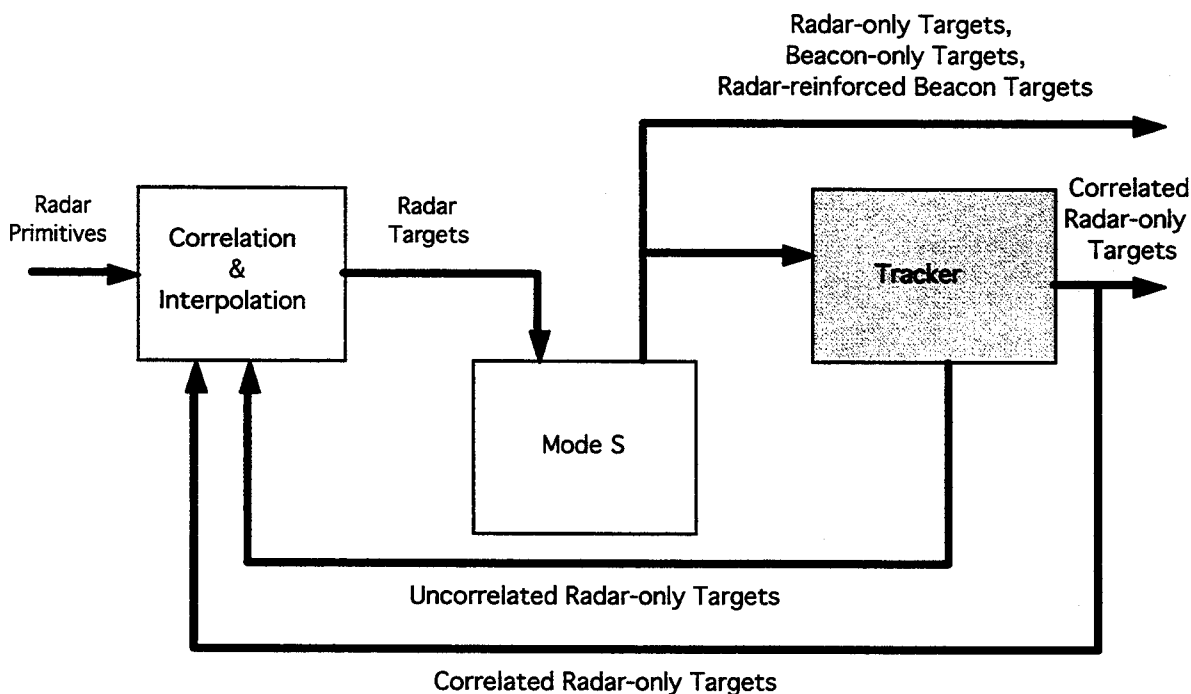 Radar-only Targets,
Beacon-only Targets,
Radar-reinforced Beacon Targets
Radar
Primitives
Correlation
&
Interpolation
Radar
Targets
Mode S
Tracker
Correlated
Radar-only
Targets
Uncorrelated Radar-only Targets
Correlated Radar-only Targets